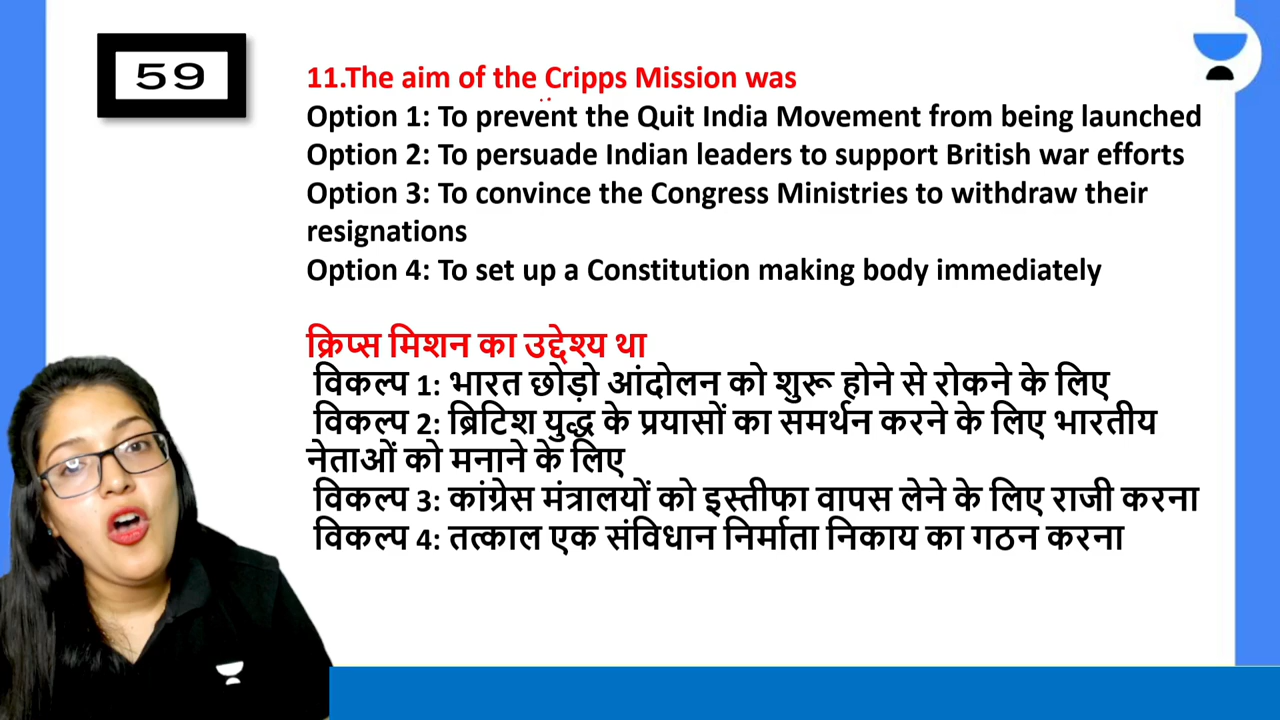 59
11.The aim of the Cripps Mission was
Option 1: To prevent the Quit India Movement from being launched
Option 2: To persuade Indian leaders to support British war efforts
Option 3: To convince the Congress Ministries to withdraw their
resignations
Option 4: To set up a Constitution making body immediately
क्रिप्स मिशन का उद्देश्य था
विकल्प 1: भारत छोड़ो आंदोलन को शुरू होने से रोकने के लिए
विकल्प 2: ब्रिटिश युद्ध के प्रयासों का समर्थन करने के लिए भारतीय
नेताओं को मनाने के लिए
विकल्प 3: कांग्रेस मंत्रालयों को इस्तीफा वापस लेने के लिए राजी करना
विकल्प 4: तत्काल एक संविधान निर्माता निकाय का गठन करना